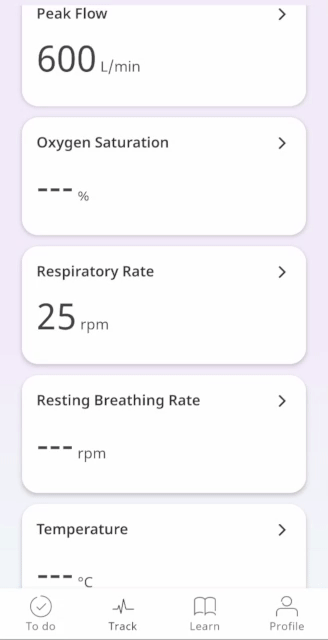 Peak Flow
600 L/min
Oxygen Saturation
--- %
Respiratory Rate
25 rpm
Resting Breathing Rate
--- rpm
Temperature
--- °C
To do Track Learn Profile